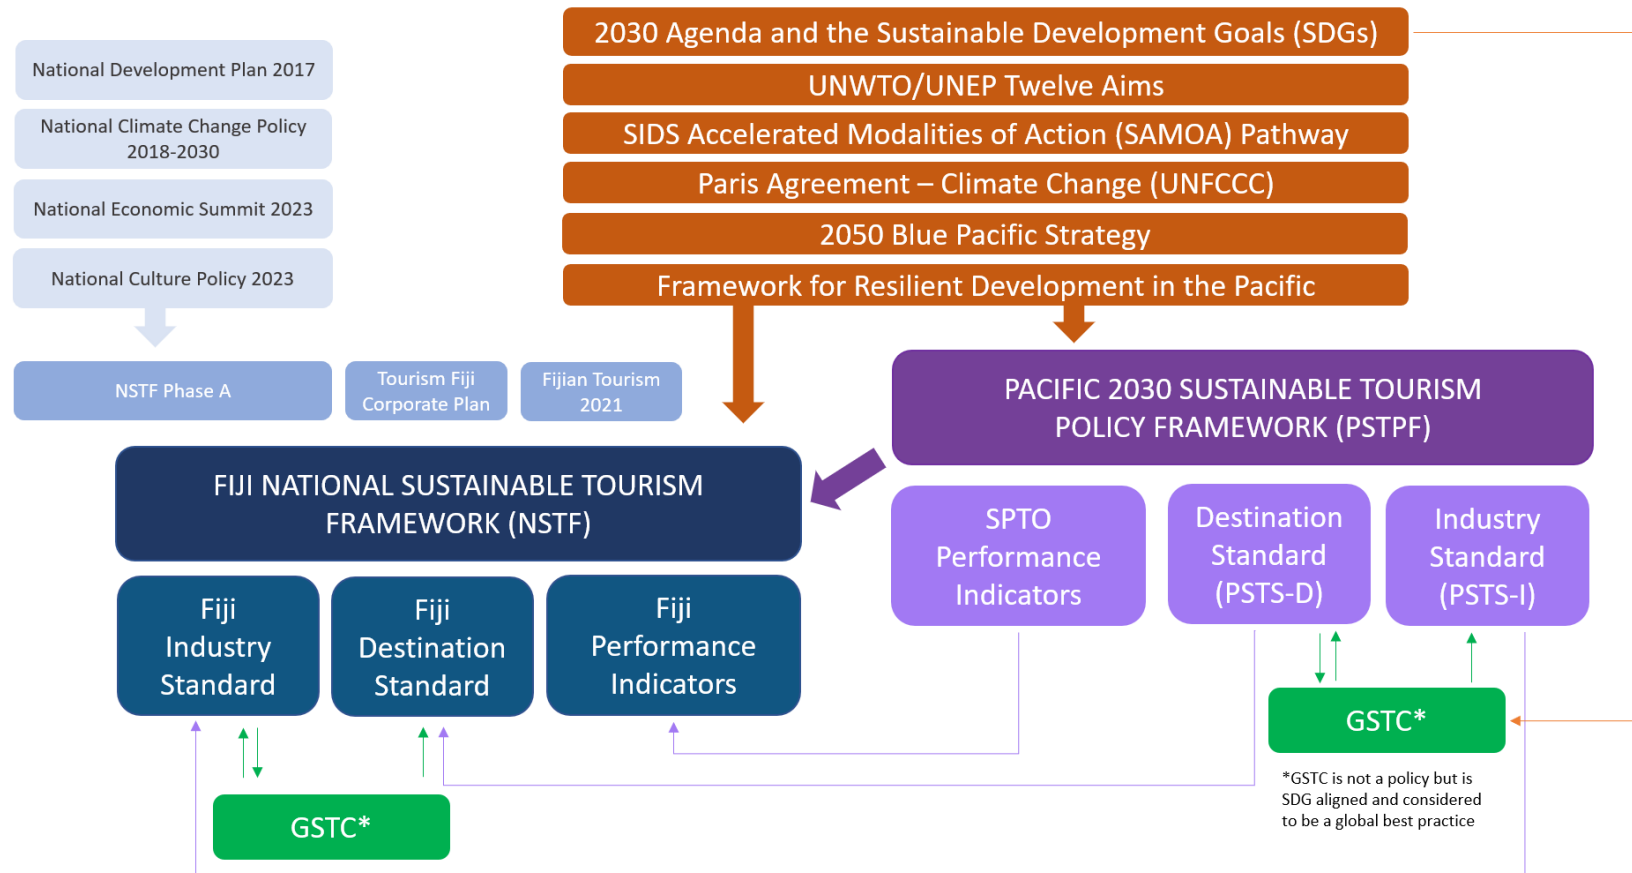 National Development Plan 2017
National Climate Change Policy
2018-2030
National Economic Summit 2023
National Culture Policy 2023
2030 Agenda and the Sustainable Development Goals (SDGs)
UNWTO/UNEP Twelve Aims
SIDS Accelerated Modalities of Action (SAMOA) Pathway
Paris Agreement – Climate Change (UNFCCC)
2050 Blue Pacific Strategy
Framework for Resilient Development in the Pacific
NSTF Phase A
Tourism Fiji
Corporate Plan
Fijian Tourism
2021
PACIFIC 2030 SUSTAINABLE TOURISM
POLICY FRAMEWORK (PSTPF)
FIJI NATIONAL SUSTAINABLE TOURISM
FRAMEWORK (NSTF)
SPTO
Performance
Indicators
Destination
Standard
(PSTS-D)
Industry
Standard
(PSTS-I)
Fiji
Industry
Standard
Fiji
Destination
Standard
Fiji
Performance
Indicators
GSTC*
*GSTC is not a policy but is
SDG aligned and considered
to be a global best practice
GSTC*